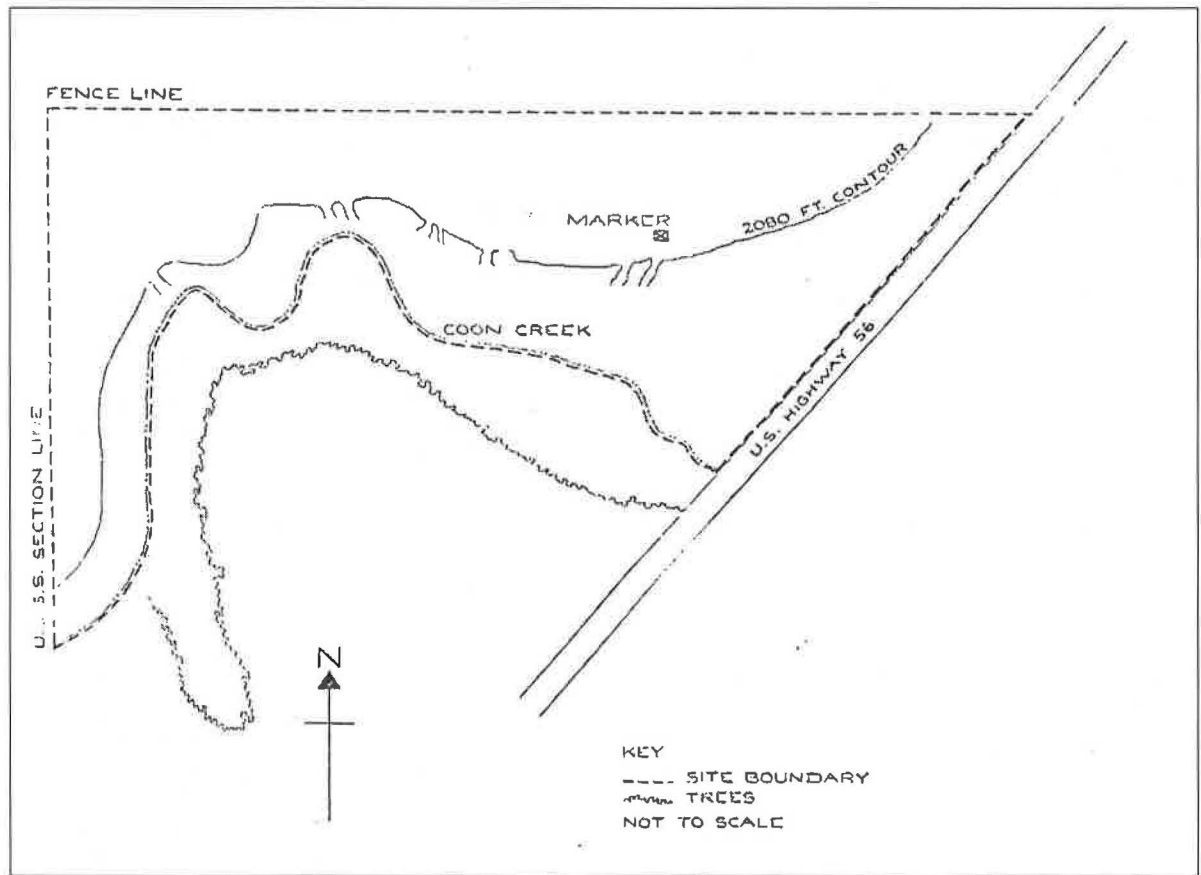 FENCE LINE
MARKER
2080 FT. CONTOUR
COON CREEK
U.S. HIGHWAY 56
U. S.S. SECTION LINE
N
KEY
SITE BOUNDARY
TREES
NOT TO SCALE